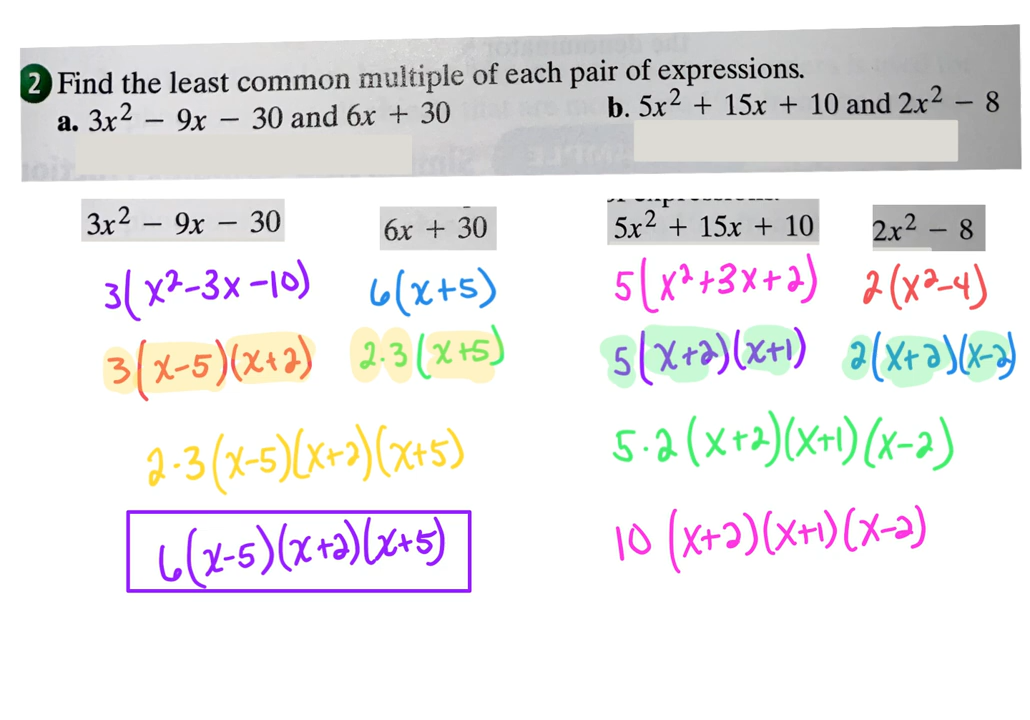 2 Find the least common multiple of each pair of expressions.
a. 3x² − 9x − 30 and 6x + 30 b. 5x² + 15x + 10 and 2x² − 8
3x² − 9x − 30 6x + 30 5x² + 15x + 10 2x² − 8
3(x²-3x-10) 6(x+5) 5(x²+3x+2) 2(x²-4)
3(x-5)(x+2) 2·3(x+5) 5(x+2)(x+1) 2(x+2)(x-2)
2·3(x-5)(x+2)(x+5) 5·2(x+2)(x+1)(x-2)
6(x-5)(x+2)(x+5) 10(x+2)(x+1)(x-2)